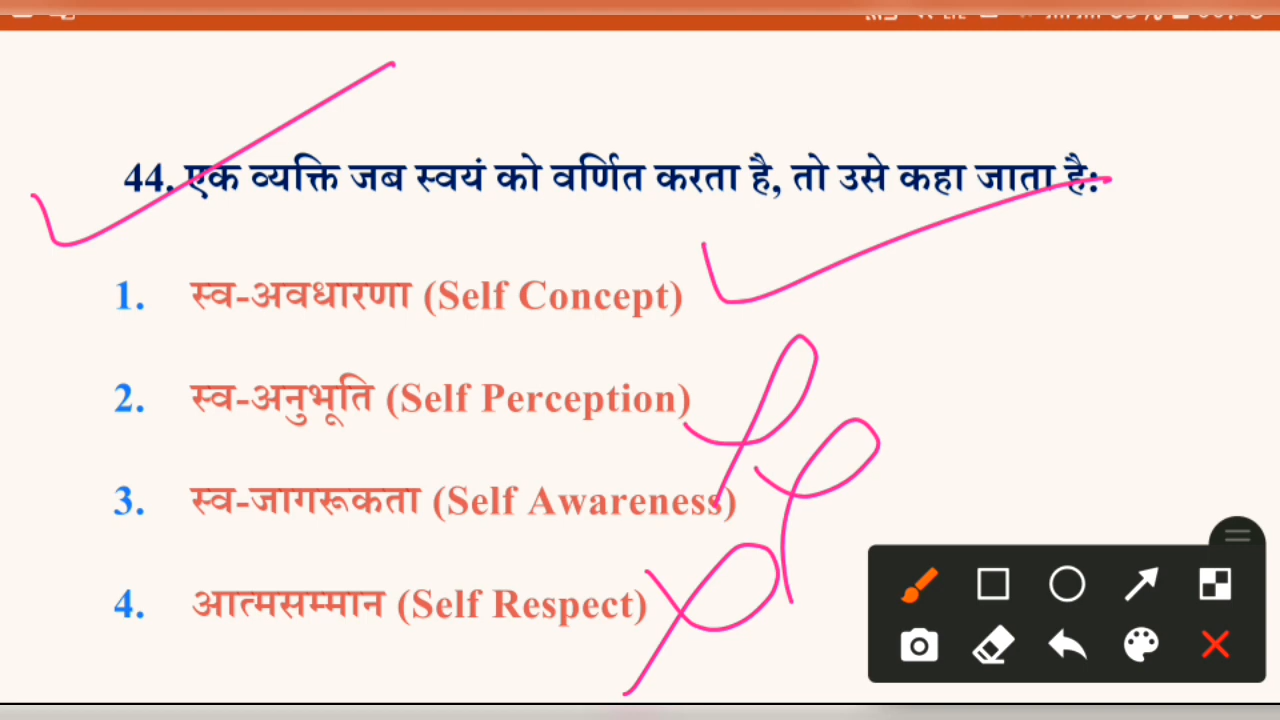 44. एक व्यक्ति जब स्वयं को वर्णित करता है, तो उसे कहा जाता है:-
1. स्व-अवधारणा (Self Concept)
2. स्व-अनुभूति (Self Perception)
3. स्व-जागरूकता (Self Awareness)
4. आत्मसम्मान (Self Respect)